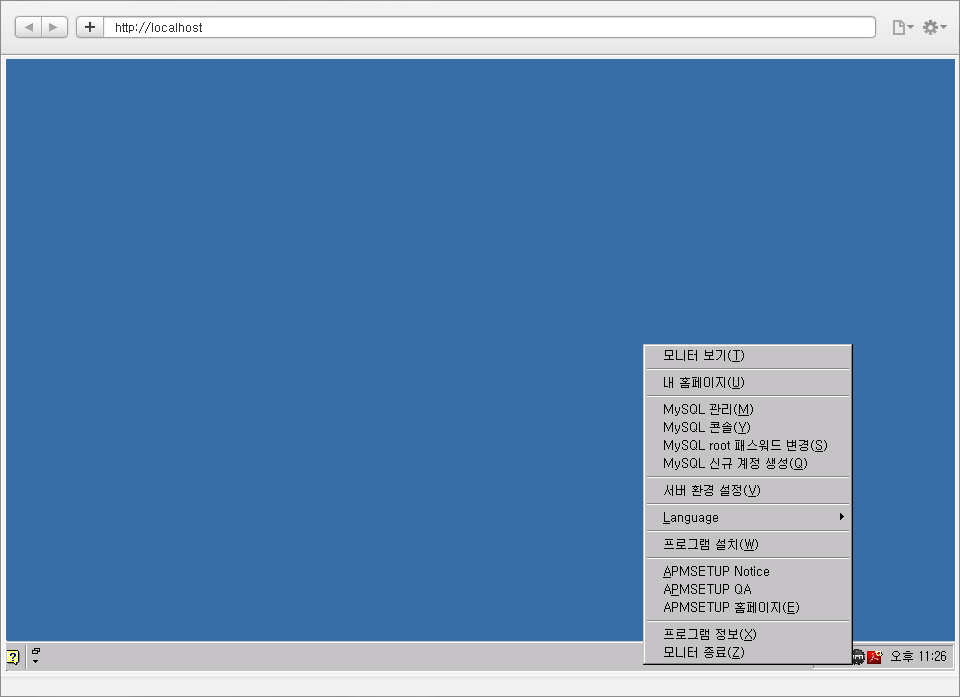 http://localhost
모니터 보기(T)
내 홈페이지(U)
MySQL 관리(M)
MySQL 콘솔(Y)
MySQL root 패스워드 변경(S)
MySQL 신규 계정 생성(Q)
서버 환경 설정(V)
Language
프로그램 설치(W)
APMSETUP Notice
APMSETUP QA
APMSETUP 홈페이지(E)
프로그램 정보(X)
모니터 종료(Z)
오후 11:26